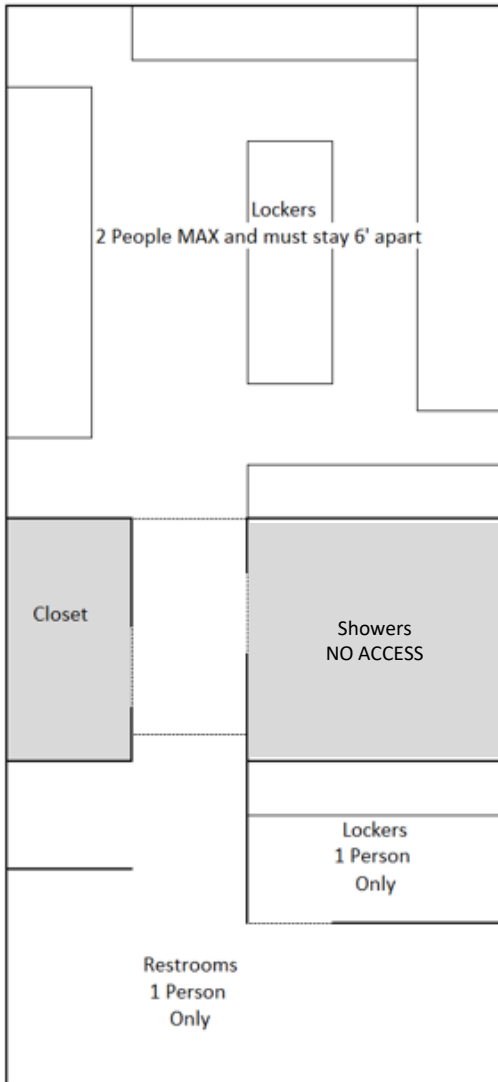 Lockers
2 People MAX and must stay 6' apart
Closet
Showers
NO ACCESS
Lockers
1 Person
Only
Restrooms
1 Person
Only